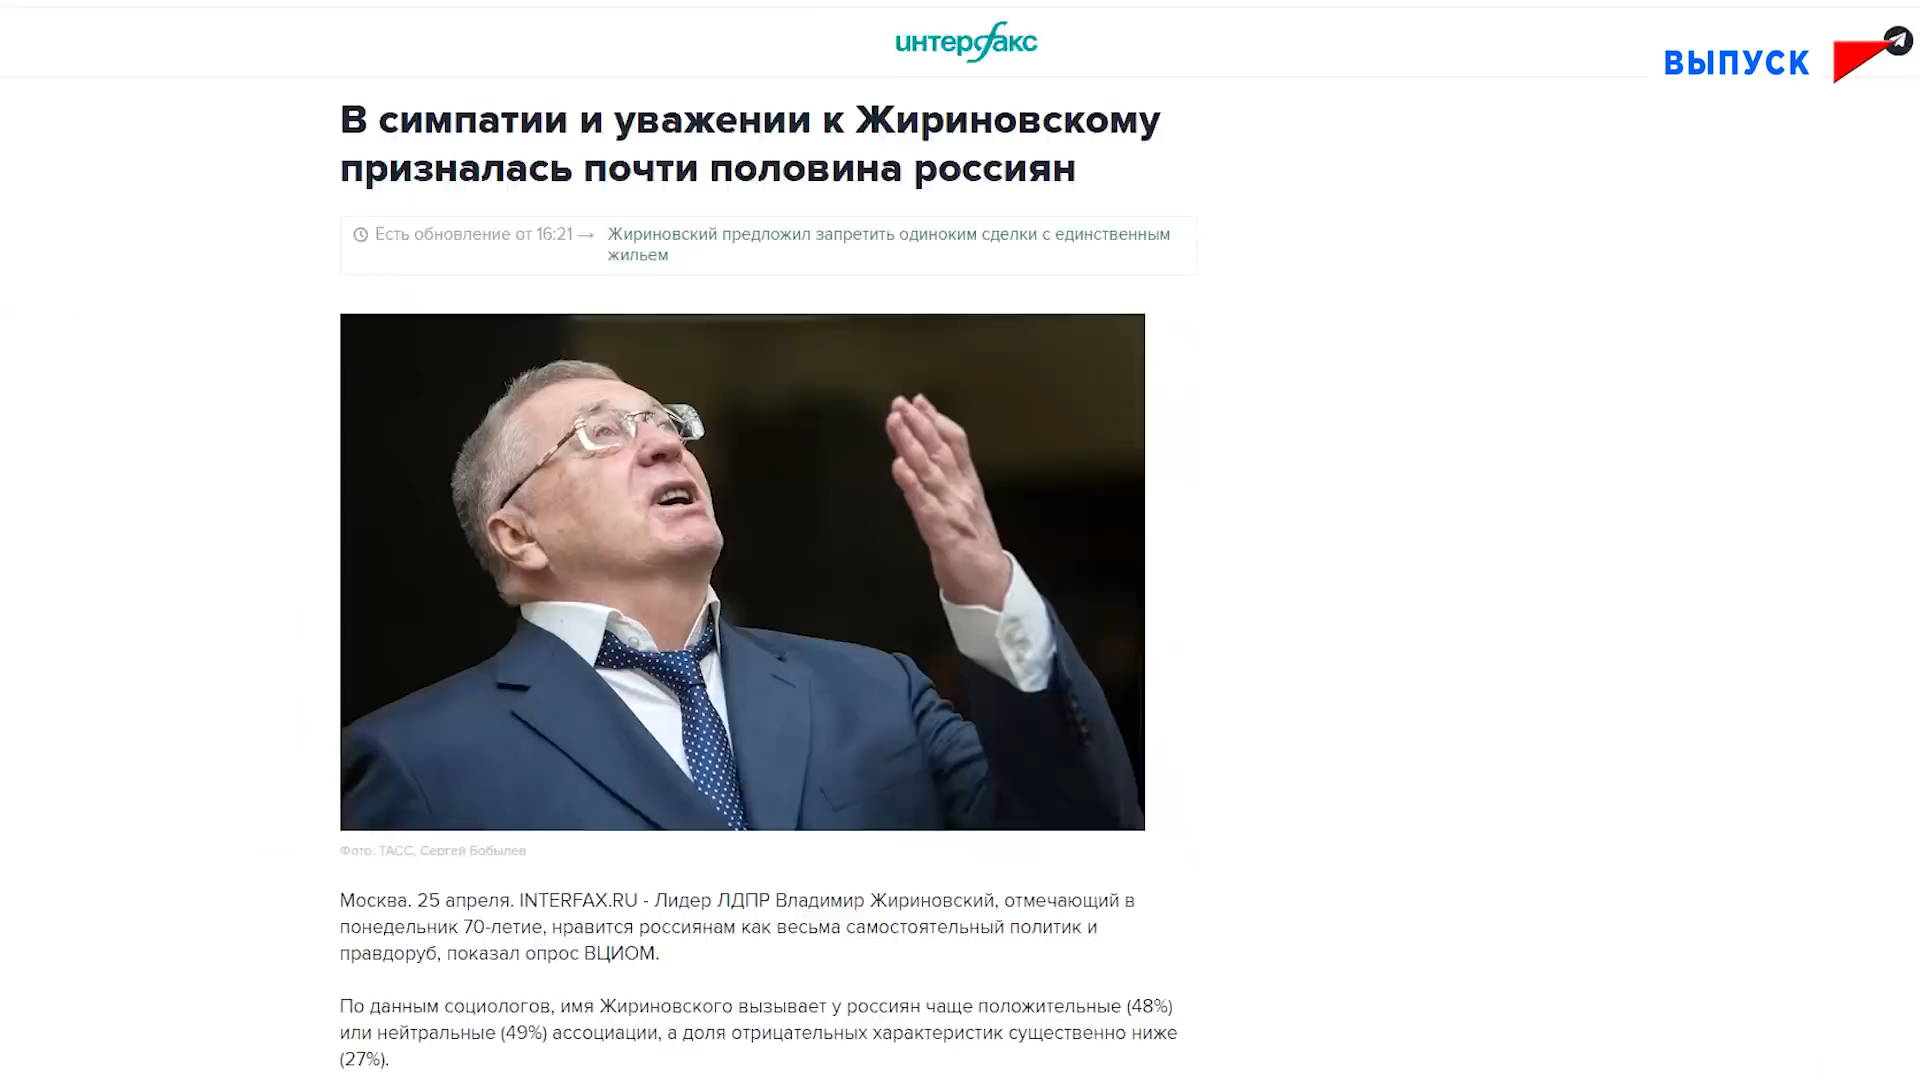 интерфакс
ВЫПУСК
В симпатии и уважении к Жириновскому
призналась почти половина россиян
Есть обновление от 16:21 →
Жириновский предложил запретить одиноким сделки с единственным
жильем
Фото: ТАСС, Сергей Бобылев
Москва. 25 апреля. INTERFAX.RU - Лидер ЛДПР Владимир Жириновский, отмечающий в
понедельник 70-летие, нравится россиянам как весьма самостоятельный политик и
правдоруб, показал опрос ВЦИОМ.
По данным социологов, имя Жириновского вызывает у россиян чаще положительные (48%)
или нейтральные (49%) ассоциации, а доля отрицательных характеристик существенно ниже
(27%).